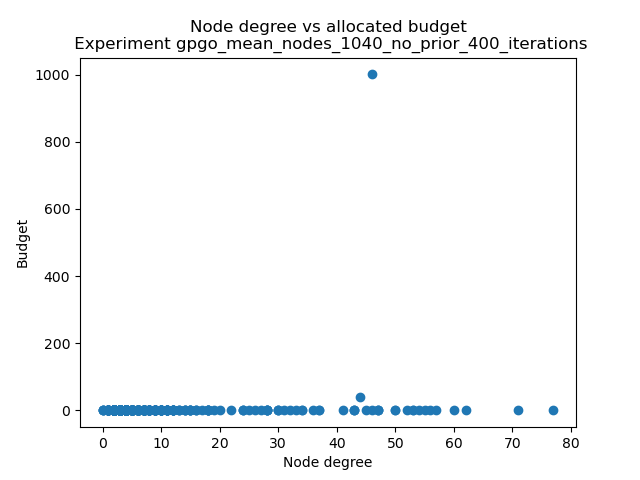 Node degree vs allocated budget
Experiment gpgo_mean_nodes_1040_no_prior_400_iterations
1000
800
600
400
200
0
Budget
0 10 20 30 40 50 60 70 80
Node degree